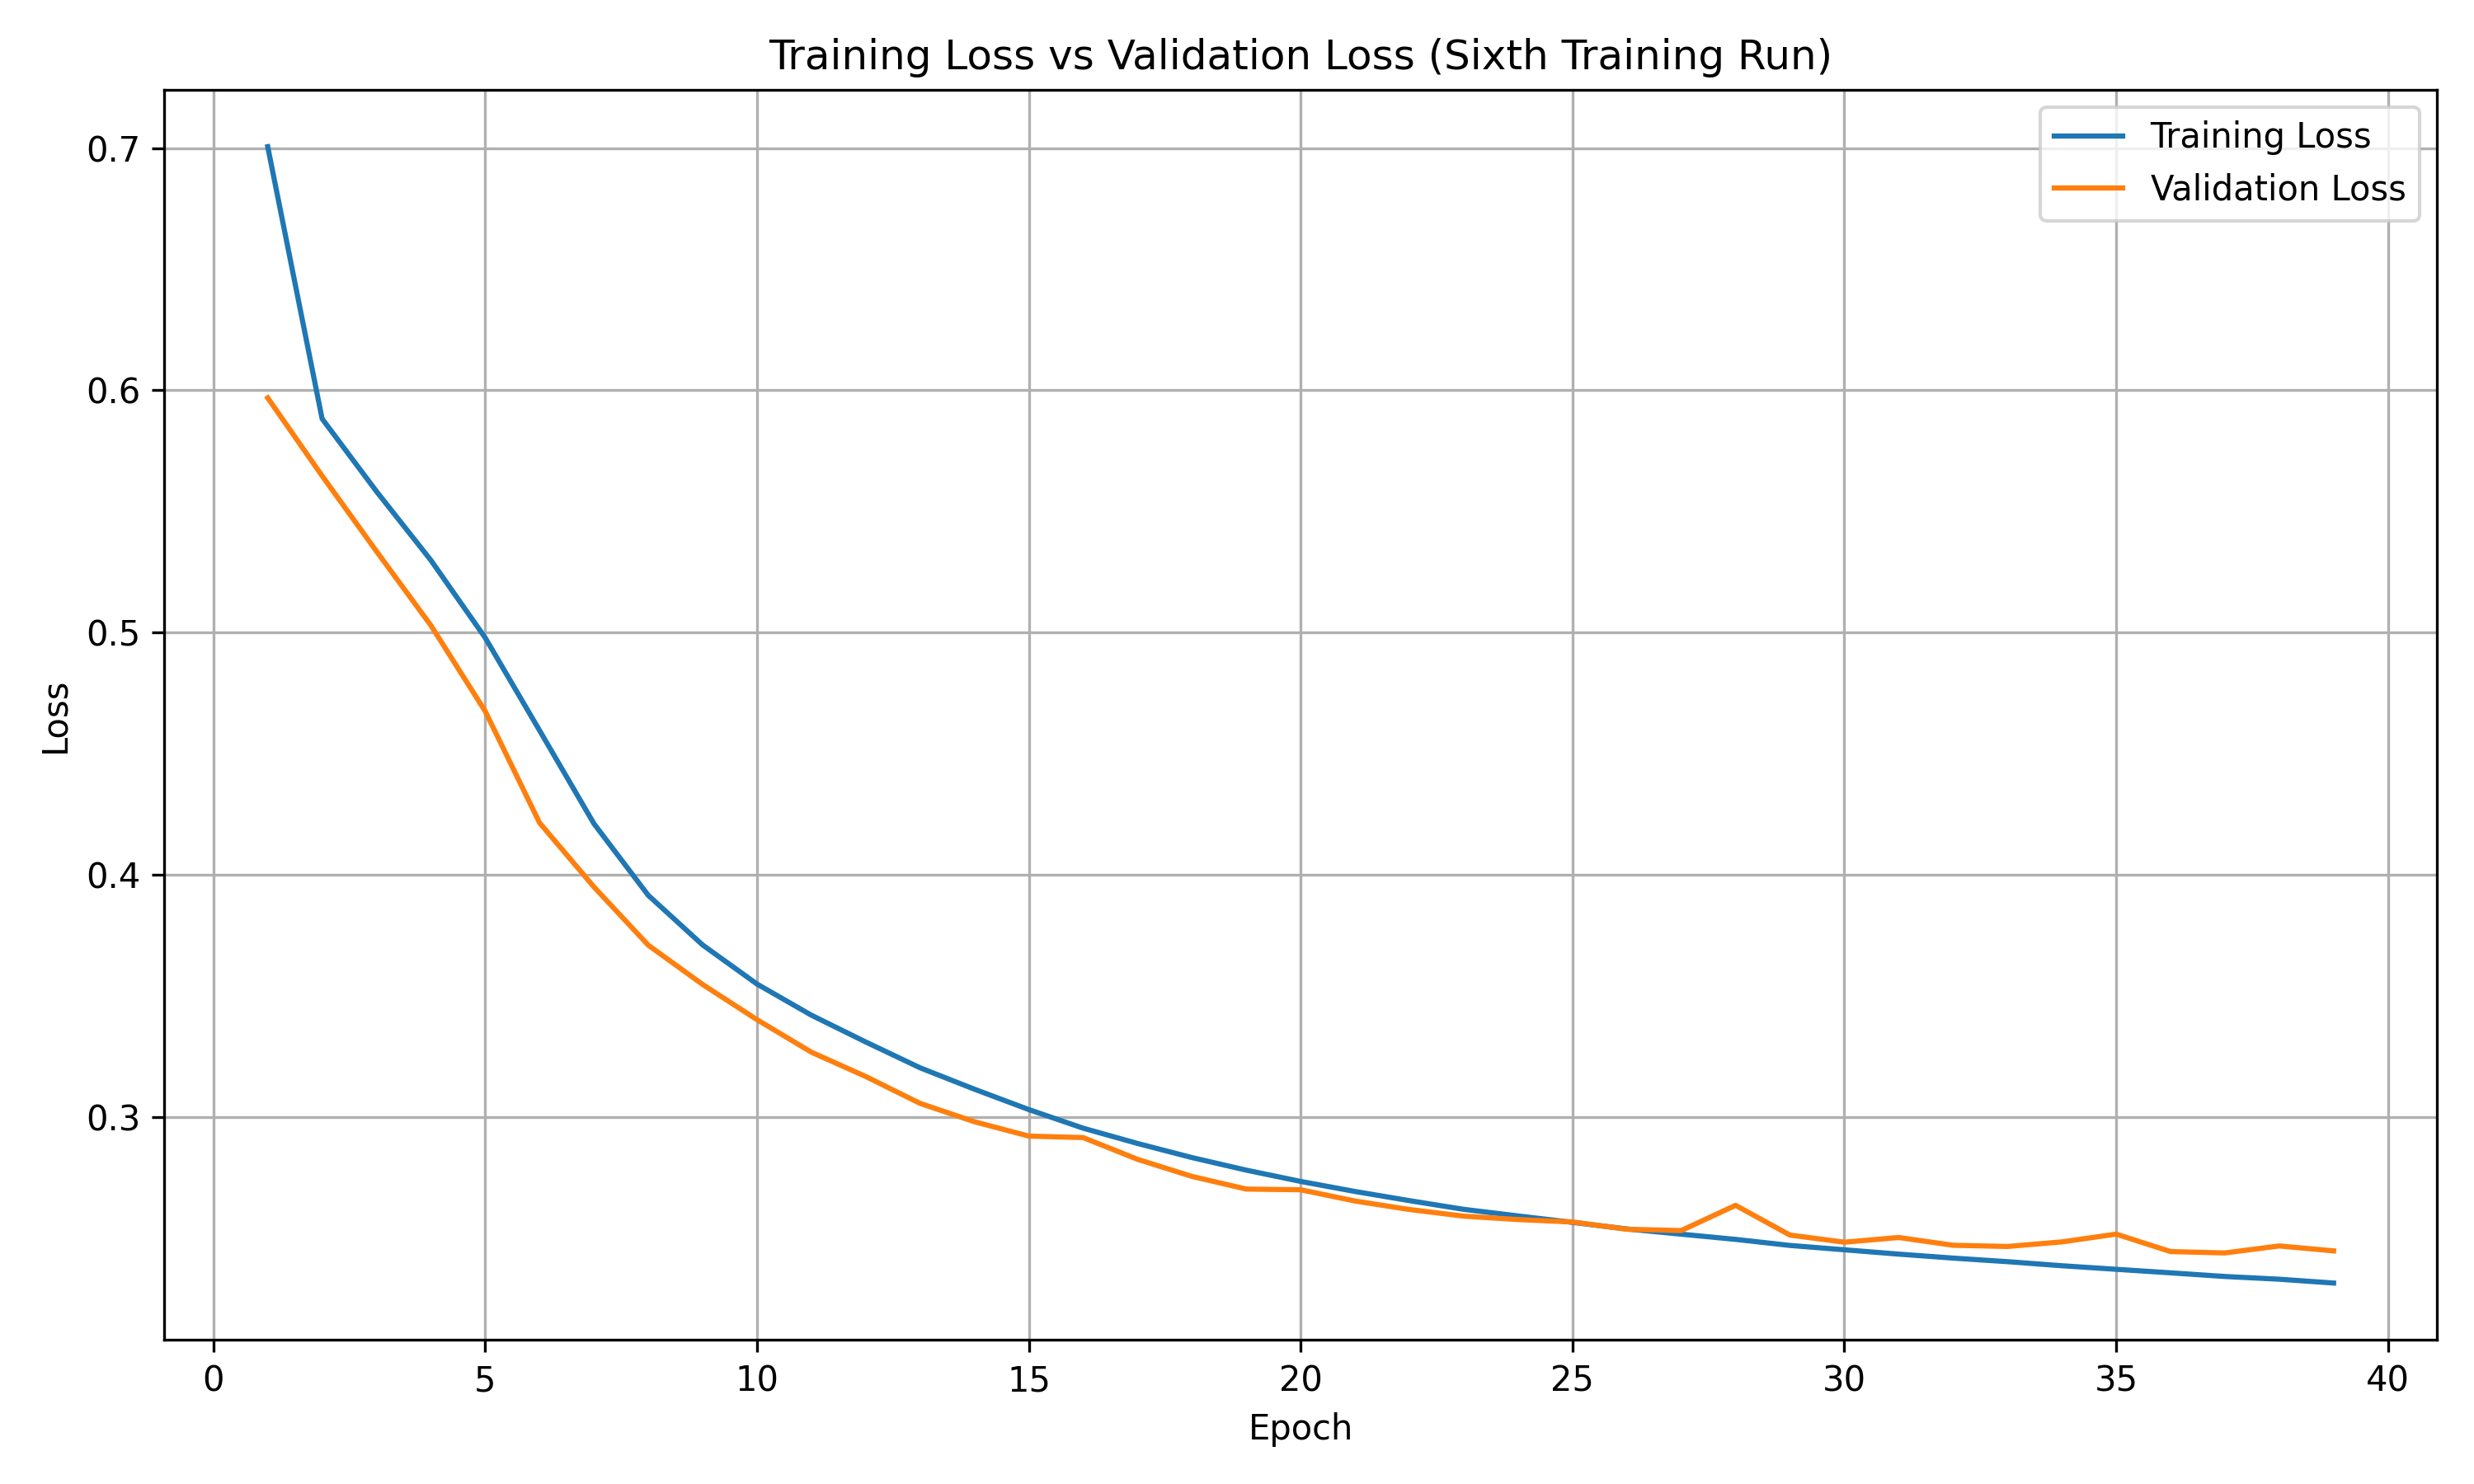 Training Loss vs Validation Loss (Sixth Training Run)
Training Loss
Validation Loss
0.7
0.6
0.5
0.4
0.3
Loss
0 5 10 15 20 25 30 35 40
Epoch